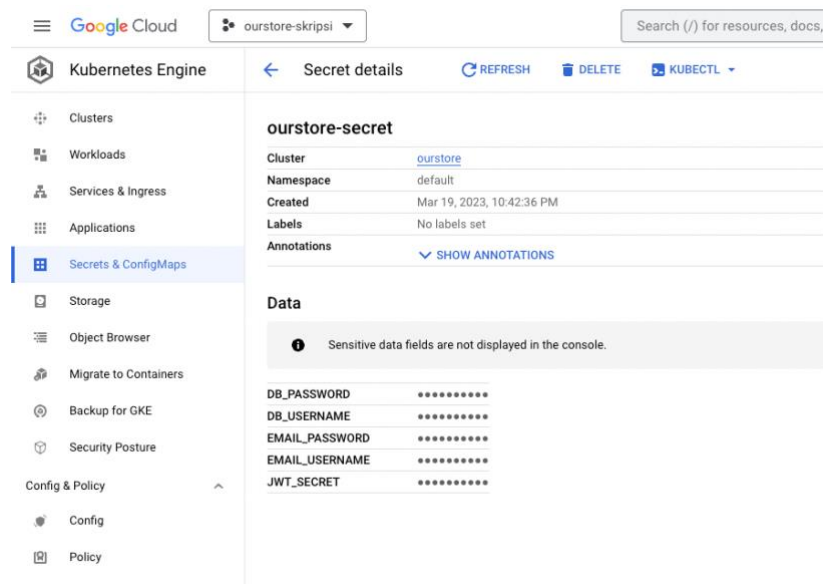 Google Cloud
ourstore-skripsi
Search (/) for resources, docs,
Kubernetes Engine
Secret details
REFRESH
DELETE
KUBECTL
Clusters
Workloads
Services & Ingress
Applications
Secrets & ConfigMaps
Storage
Object Browser
Migrate to Containers
Backup for GKE
Security Posture
Config & Policy
Config
Policy
ourstore-secret
Cluster ourstore
Namespace default
Created Mar 19, 2023, 10:42:36 PM
Labels No labels set
Annotations SHOW ANNOTATIONS
Data
Sensitive data fields are not displayed in the console.
DB_PASSWORD ••••••••••
DB_USERNAME ••••••••••
EMAIL_PASSWORD ••••••••••
EMAIL_USERNAME ••••••••••
JWT_SECRET ••••••••••